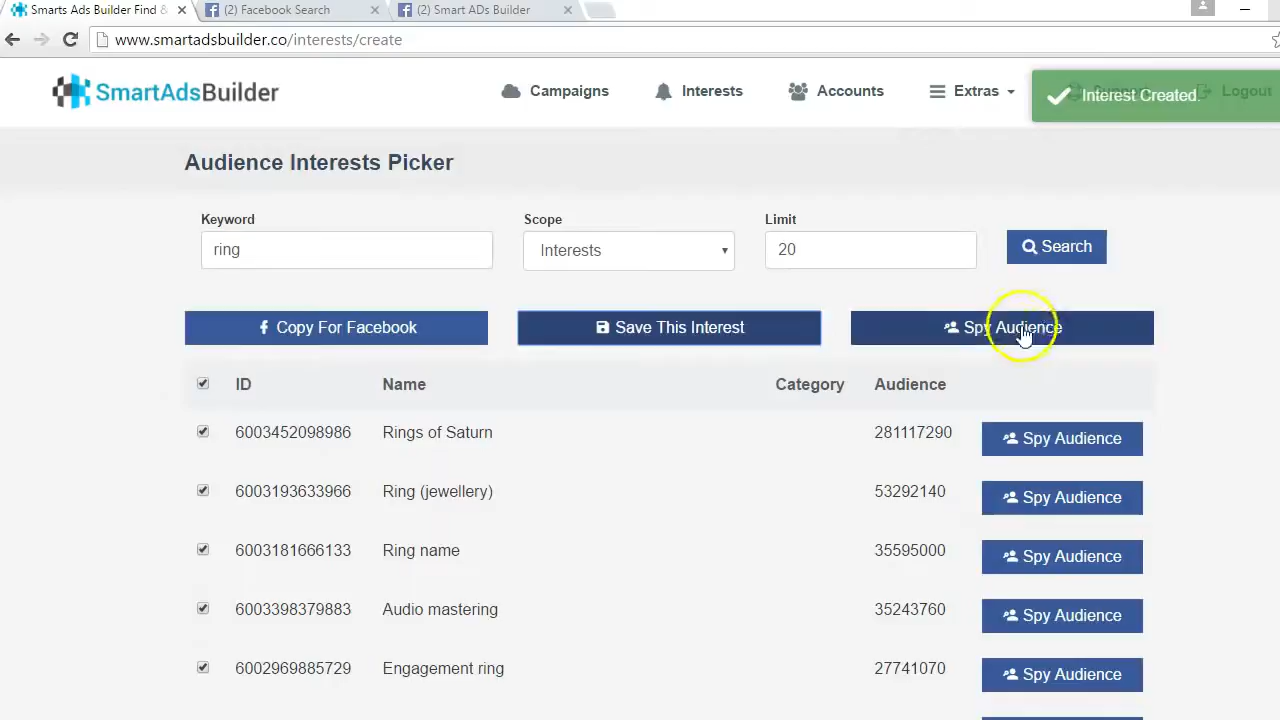 Smarts Ads Builder Find &
(2) Facebook Search
(2) Smart ADs Builder
www.smartadsbuilder.co/interests/create
SmartAdsBuilder
Campaigns
Interests
Accounts
Extras
Interest Created.
Logout
Audience Interests Picker
Keyword
Scope
Limit
ring
Interests
20
Search
Copy For Facebook
Save This Interest
Spy Audience
ID Name Category Audience
6003452098986 Rings of Saturn 281117290 Spy Audience
6003193633966 Ring (jewellery) 53292140 Spy Audience
6003181666133 Ring name 35595000 Spy Audience
6003398379883 Audio mastering 35243760 Spy Audience
6002969885729 Engagement ring 27741070 Spy Audience